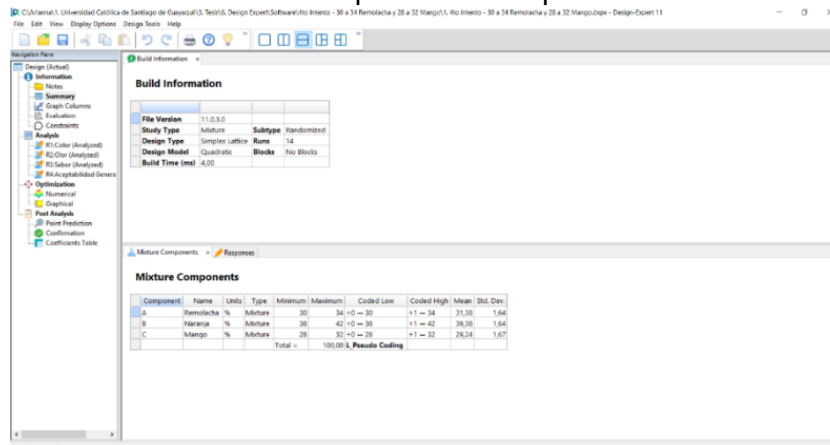 C:\Arianna\1. Universidad Católica de Santiago de Guayaquil\3. Tesis\6. Design Expert\Software\4to Intento - 30 a 34 Remolacha y 28 a 32 Mango\1. 4to Intento - 30 a 34 Remolacha y 28 a 32 Mango.dxpx - Design-Expert 11
File Edit View Display Options Design Tools Help
Navigation Pane
Design (Actual)
Information
Notes
Summary
Graph Columns
Evaluation
Constraints
Analysis
R1:Color (Analyzed)
R2:Olor (Analyzed)
R3:Sabor (Analyzed)
R4:Aceptabilidad Genera
Optimization
Numerical
Graphical
Post Analysis
Point Prediction
Confirmation
Coefficients Table
Build Information
Build Information
File Version 11.0.3.0
Study Type Mixture Subtype Randomized
Design Type Simplex Lattice Runs 14
Design Model Quadratic Blocks No Blocks
Build Time (ms) 4,00
Mixture Components Responses
Mixture Components
Component Name Units Type Minimum Maximum Coded Low Coded High Mean Std. Dev.
A Remolacha % Mixture 30 34 +0 ↔ 30 +1 ↔ 34 31,38 1,64
B Naranja % Mixture 38 42 +0 ↔ 38 +1 ↔ 42 39,38 1,64
C Mango % Mixture 28 32 +0 ↔ 28 +1 ↔ 32 29,24 1,67
Total = 100,00 L_Pseudo Coding